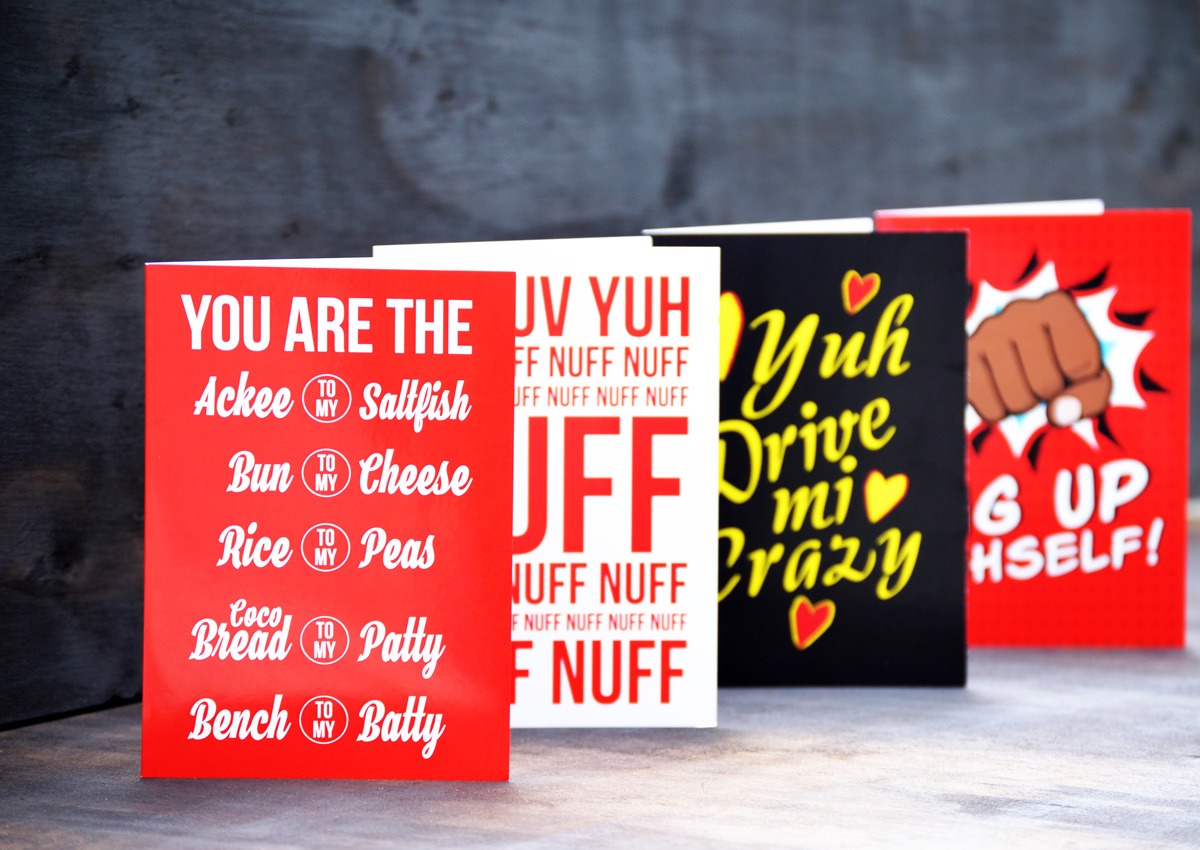 YOU ARE THE
Ackee TO MY Saltfish
Bun TO MY Cheese
Rice TO MY Peas
Coco
Bread TO MY Patty
Bench TO MY Batty
UV YUH
FF NUFF NUFF
UFF NUFF NUFF NUFF
UFF
NUFF NUFF
F NUFF NUFF NUFF NUFF
F NUFF
Yuh
Drive
mi
Crazy
G UP
HSELF!